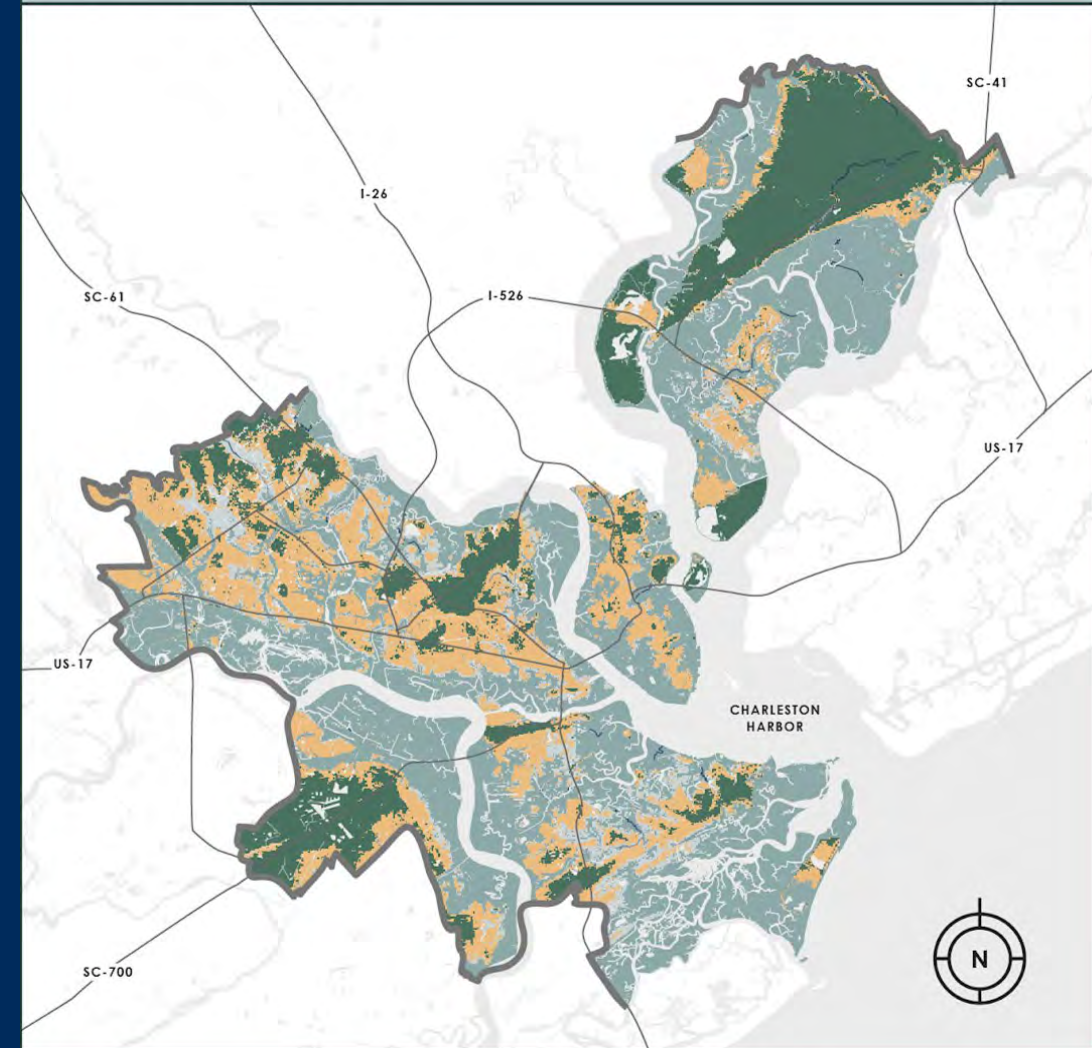 SC-41
I-26
SC-61
I-526
US-17
US-17
CHARLESTON
HARBOR
N
SC-700